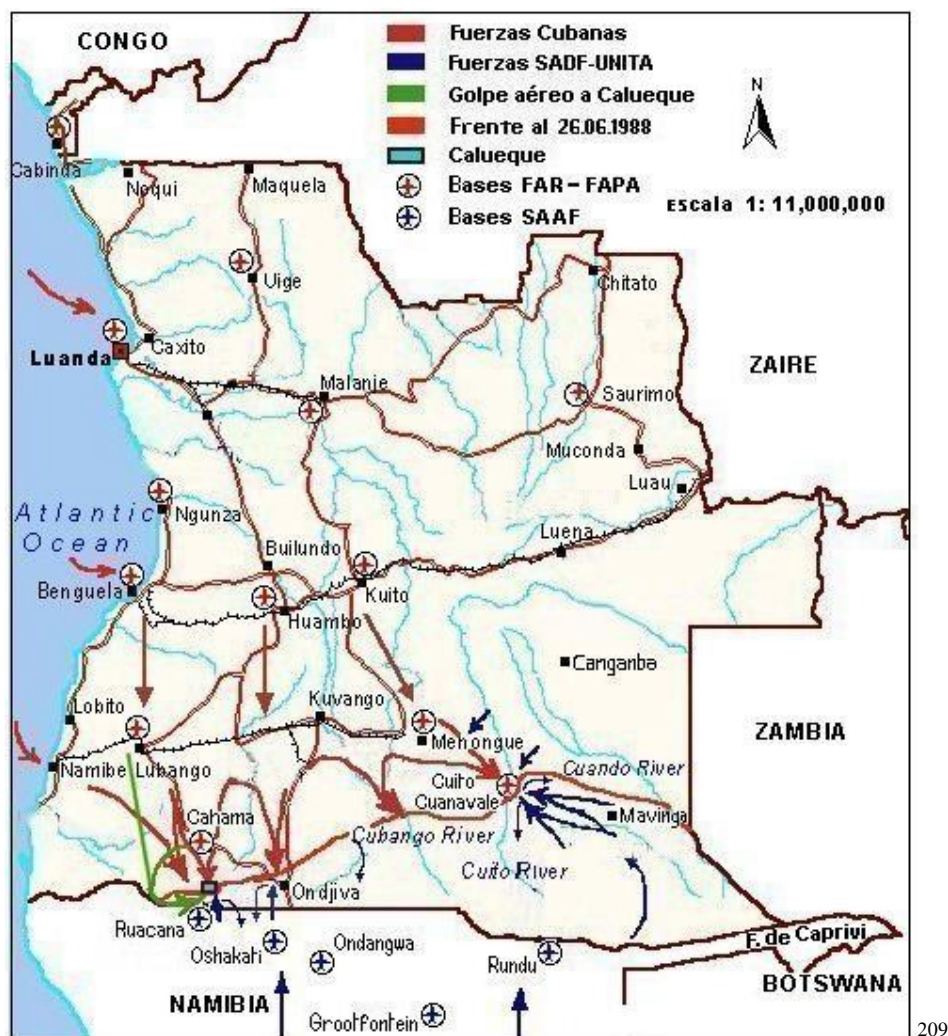 CONGO
Fuerzas Cubanas
Fuerzas SADF-UNITA
Golpe aéreo a Calueque
Frente al 26.06.1988
Calueque
Bases FAR - FAPA
Bases SAAF
N
Escala 1: 11,000,000
Cabinda
Noqui
Maquela
Uige
Chitato
Luanda
Caxito
ZAIRE
Malanje
Saurimo
Muconda
Luau
Atlantic
Ocean
Ngunza
Luena
Builundo
Benguela
Kuito
Huambo
Canganba
Lobito
Kuvango
ZAMBIA
Menongue
Namibe
Lubango
Cuito
Cuanavale
Cuando River
Mavinga
Cahama
Cubango River
Cuito River
Ondjiva
Ruacana
Oshakati
Ondangwa
Rundu
F. de Caprivi
BOTSWANA
NAMIBIA
Grootfontein
209